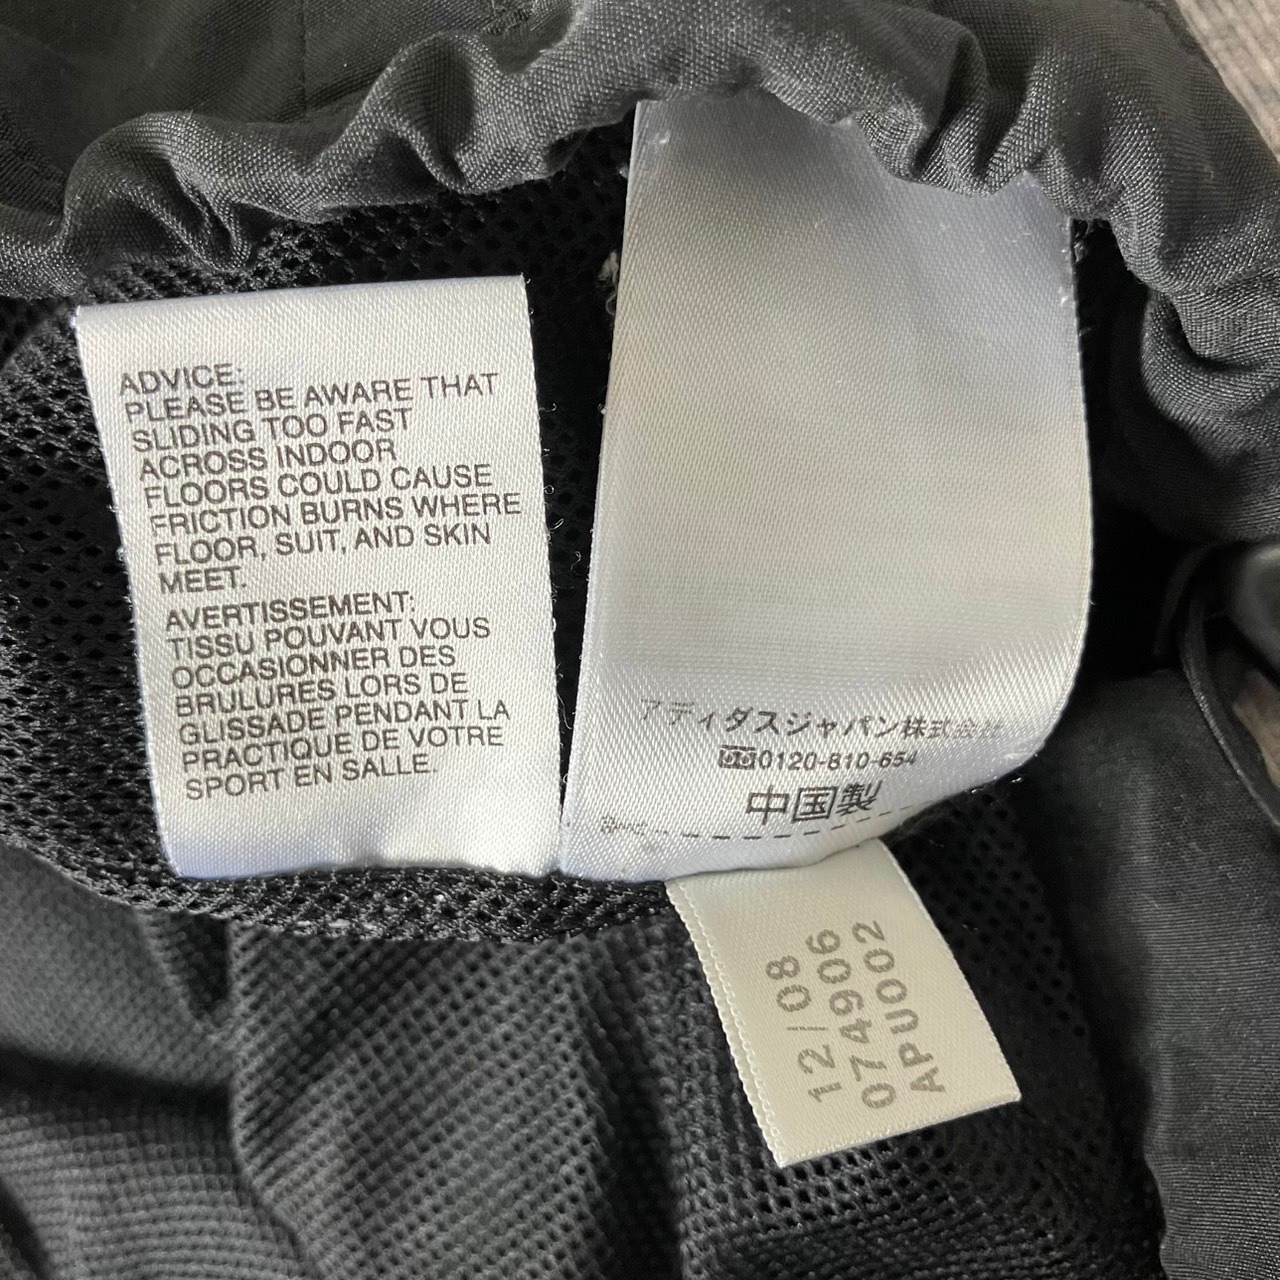 ADVICE:
PLEASE BE AWARE THAT
SLIDING TOO FAST
ACROSS INDOOR
FLOORS COULD CAUSE
FRICTION BURNS WHERE
FLOOR, SUIT, AND SKIN
MEET.
AVERTISSEMENT:
TISSU POUVANT VOUS
OCCASIONNER DES
BRULURES LORS DE
GLISSADE PENDANT LA
PRACTIQUE DE VOTRE
SPORT EN SALLE.
アディダスジャパン株式会社
0120-810-654
中国製
12/08
074906
APU002